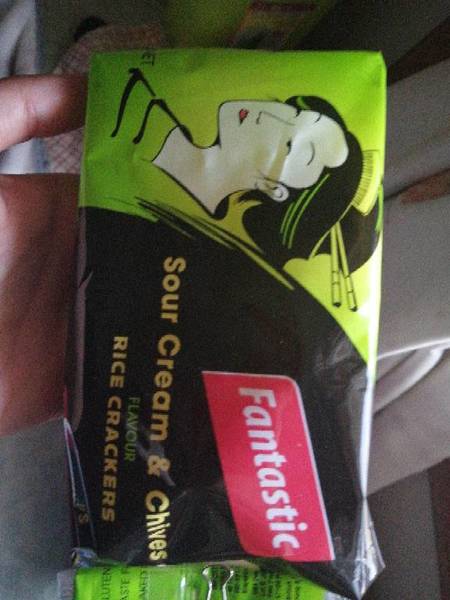 Fantastic
Sour Cream & Chives
FLAVOUR
RICE CRACKERS